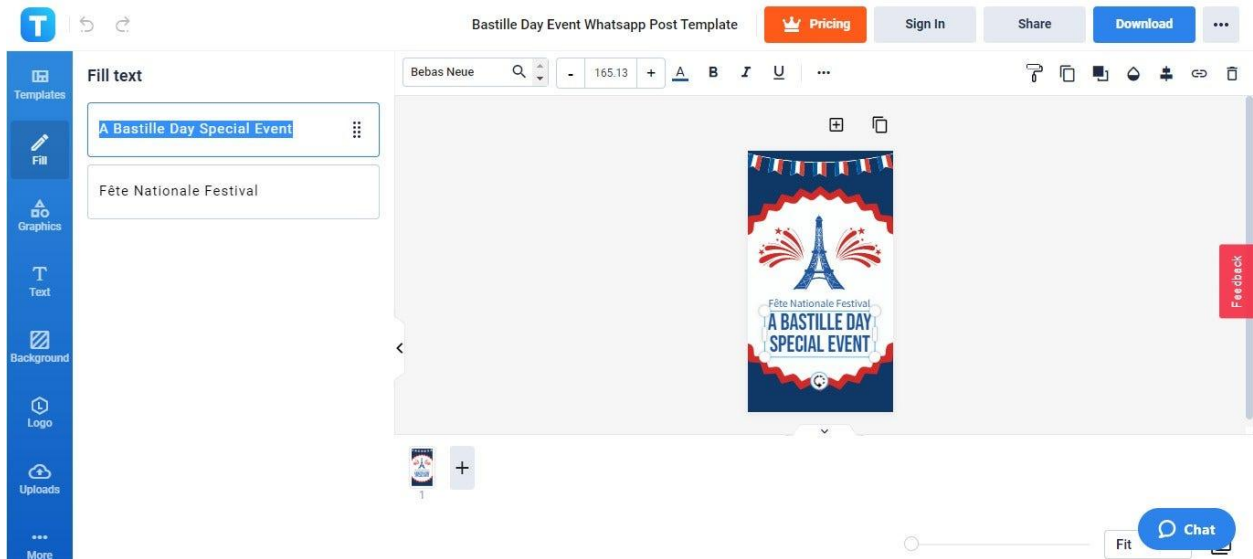 T
Bastille Day Event Whatsapp Post Template
Pricing
Sign In
Share
Download
Templates
Fill
Graphics
Text
Background
Logo
Uploads
More
Fill text
A Bastille Day Special Event
Fête Nationale Festival
Bebas Neue
- 165.13 + A B I U
Fête Nationale Festival
A BASTILLE DAY
SPECIAL EVENT
Feedback
1
Fit
Chat